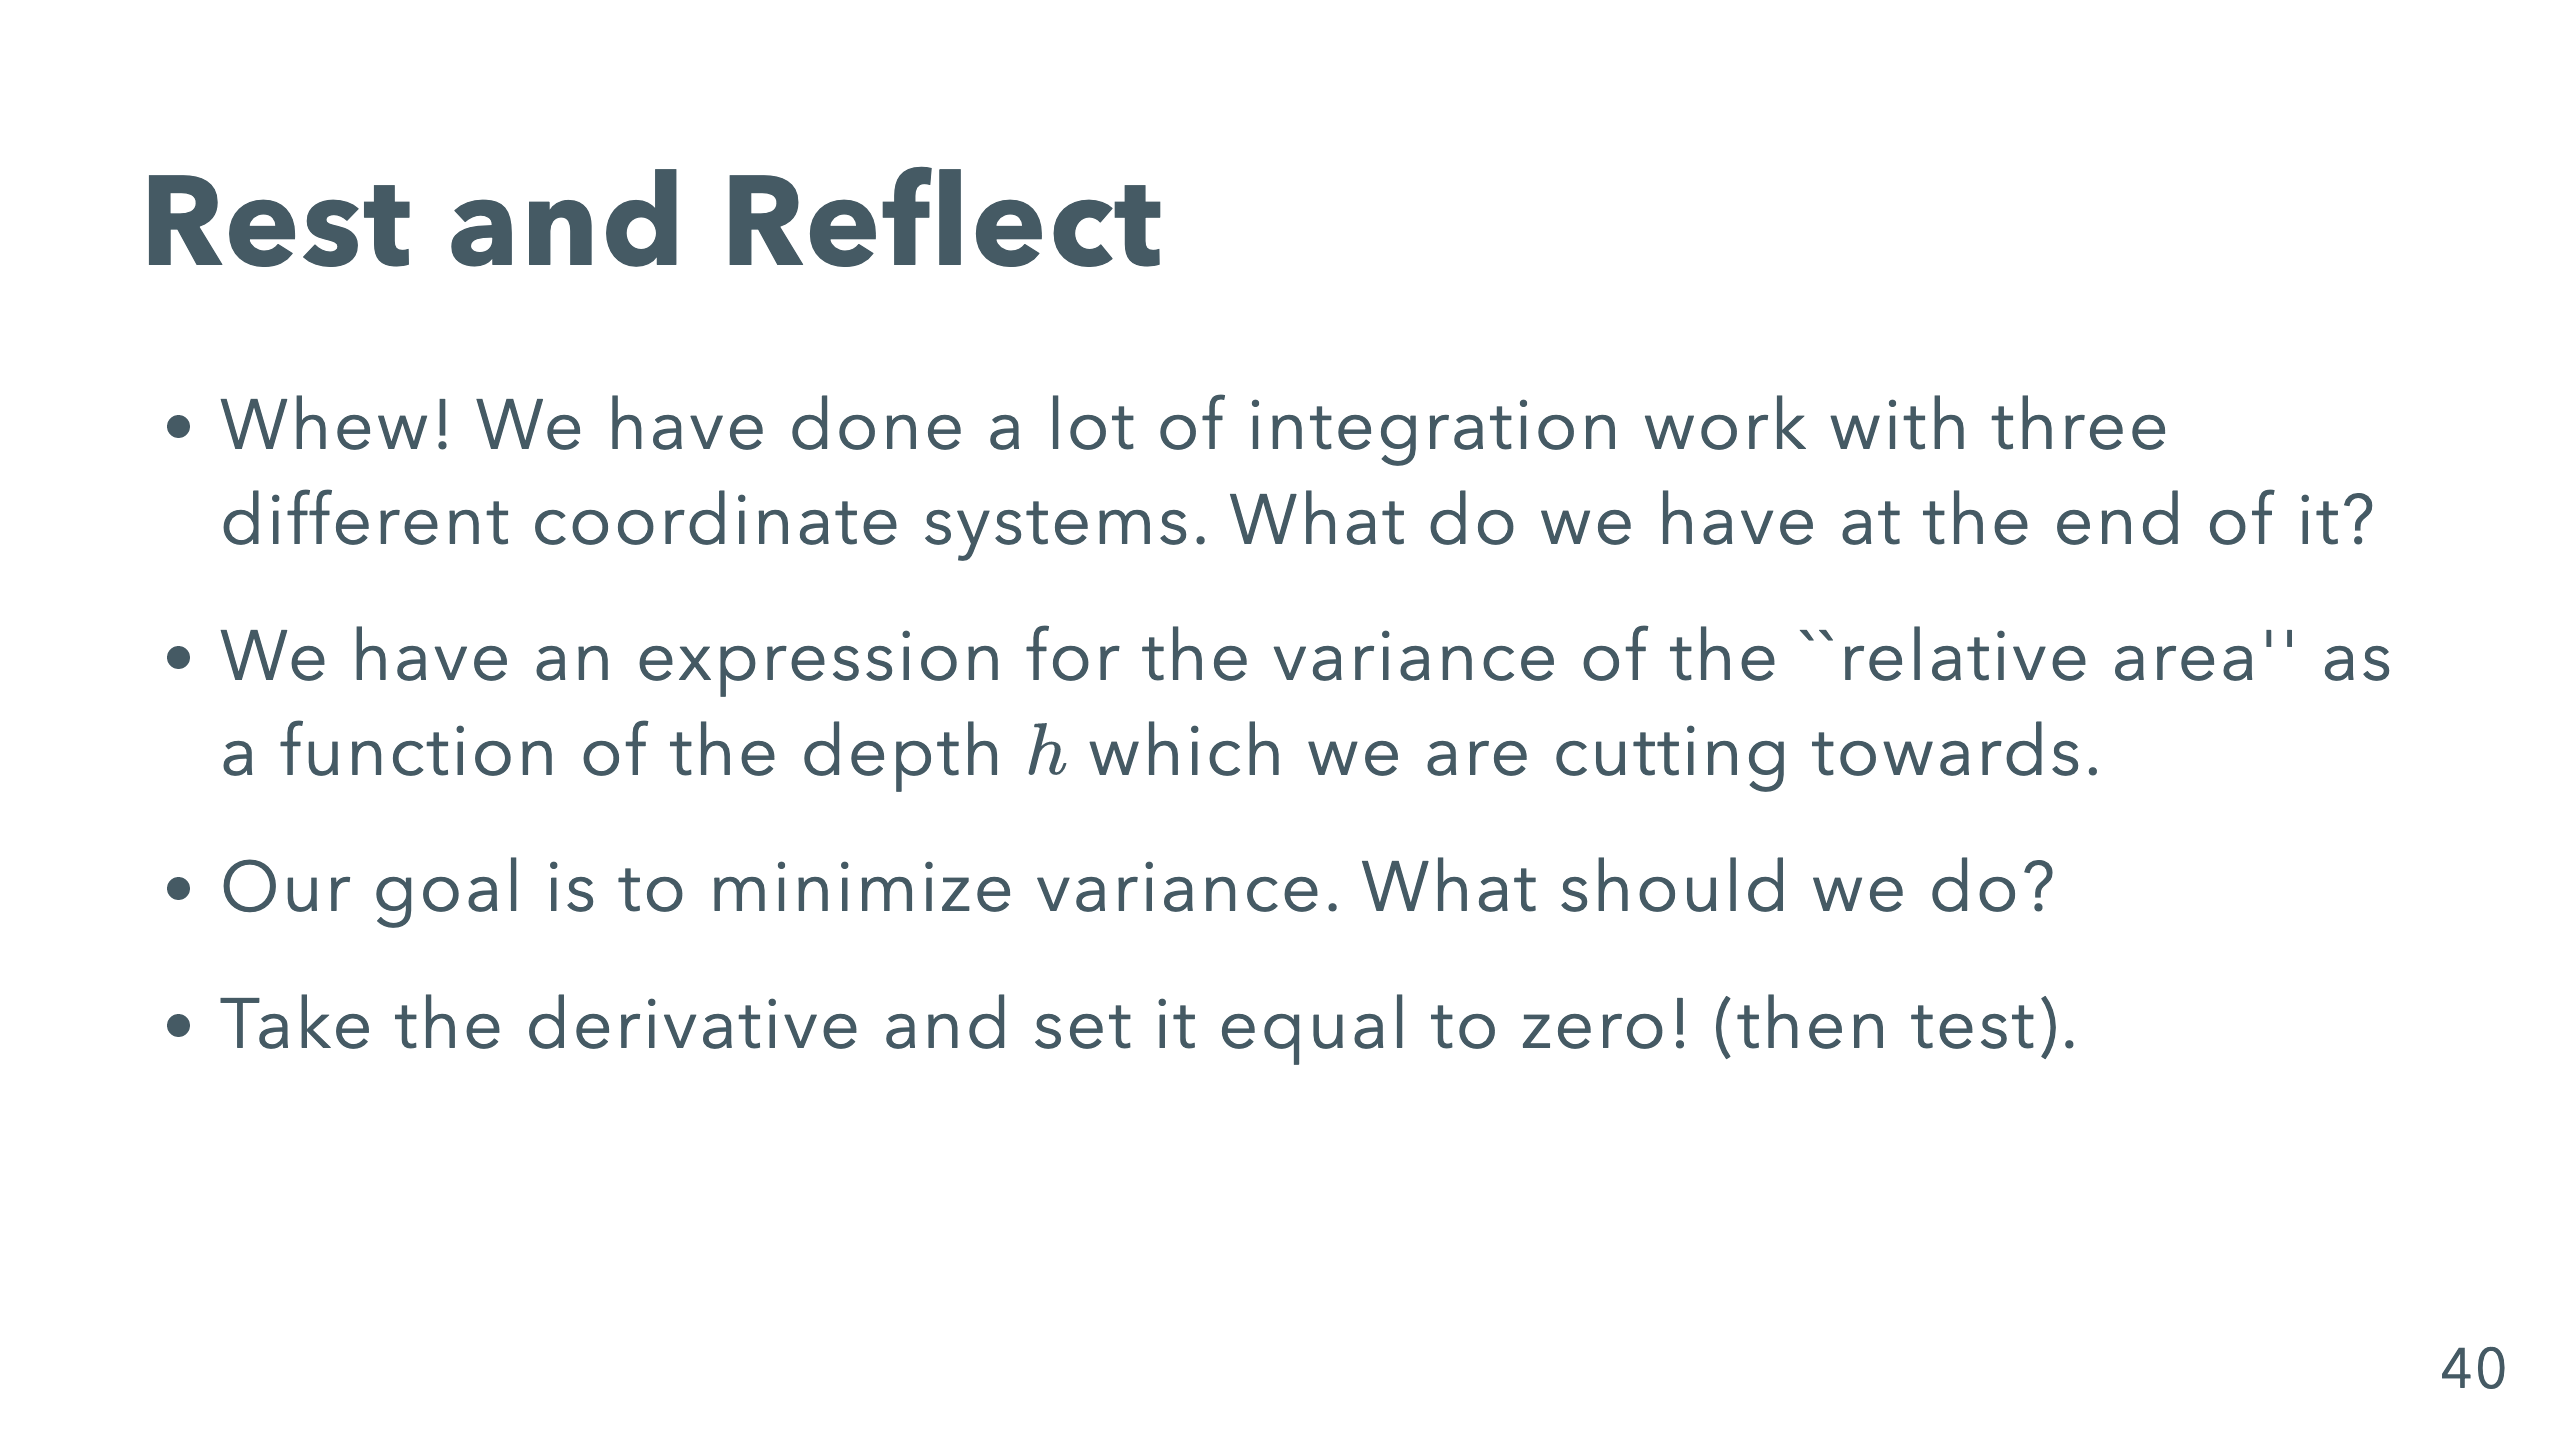 Rest and Reflect
• Whew! We have done a lot of integration work with three
different coordinate systems. What do we have at the end of it?
• We have an expression for the variance of the ``relative area'' as
a function of the depth h which we are cutting towards.
• Our goal is to minimize variance. What should we do?
• Take the derivative and set it equal to zero! (then test).
40